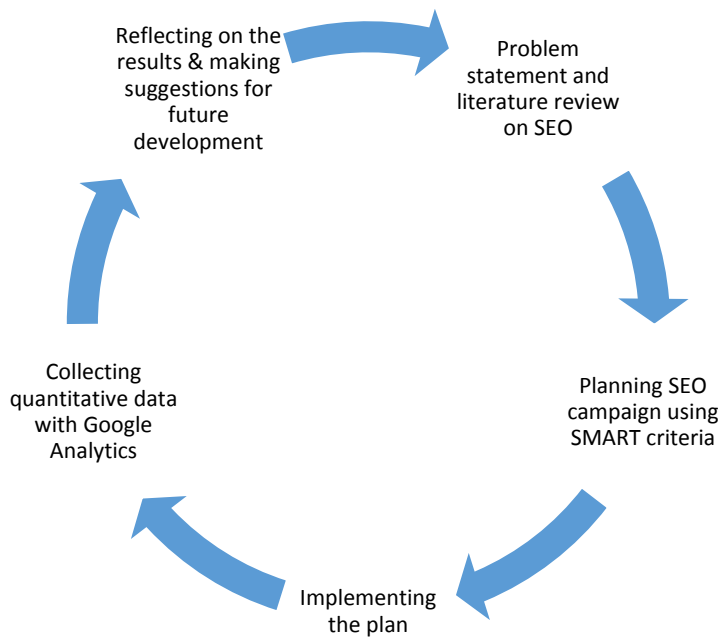 Reflecting on the
results & making
suggestions for
future
development
Problem
statement and
literature review
on SEO
Planning SEO
campaign using
SMART criteria
Implementing
the plan
Collecting
quantitative data
with Google
Analytics